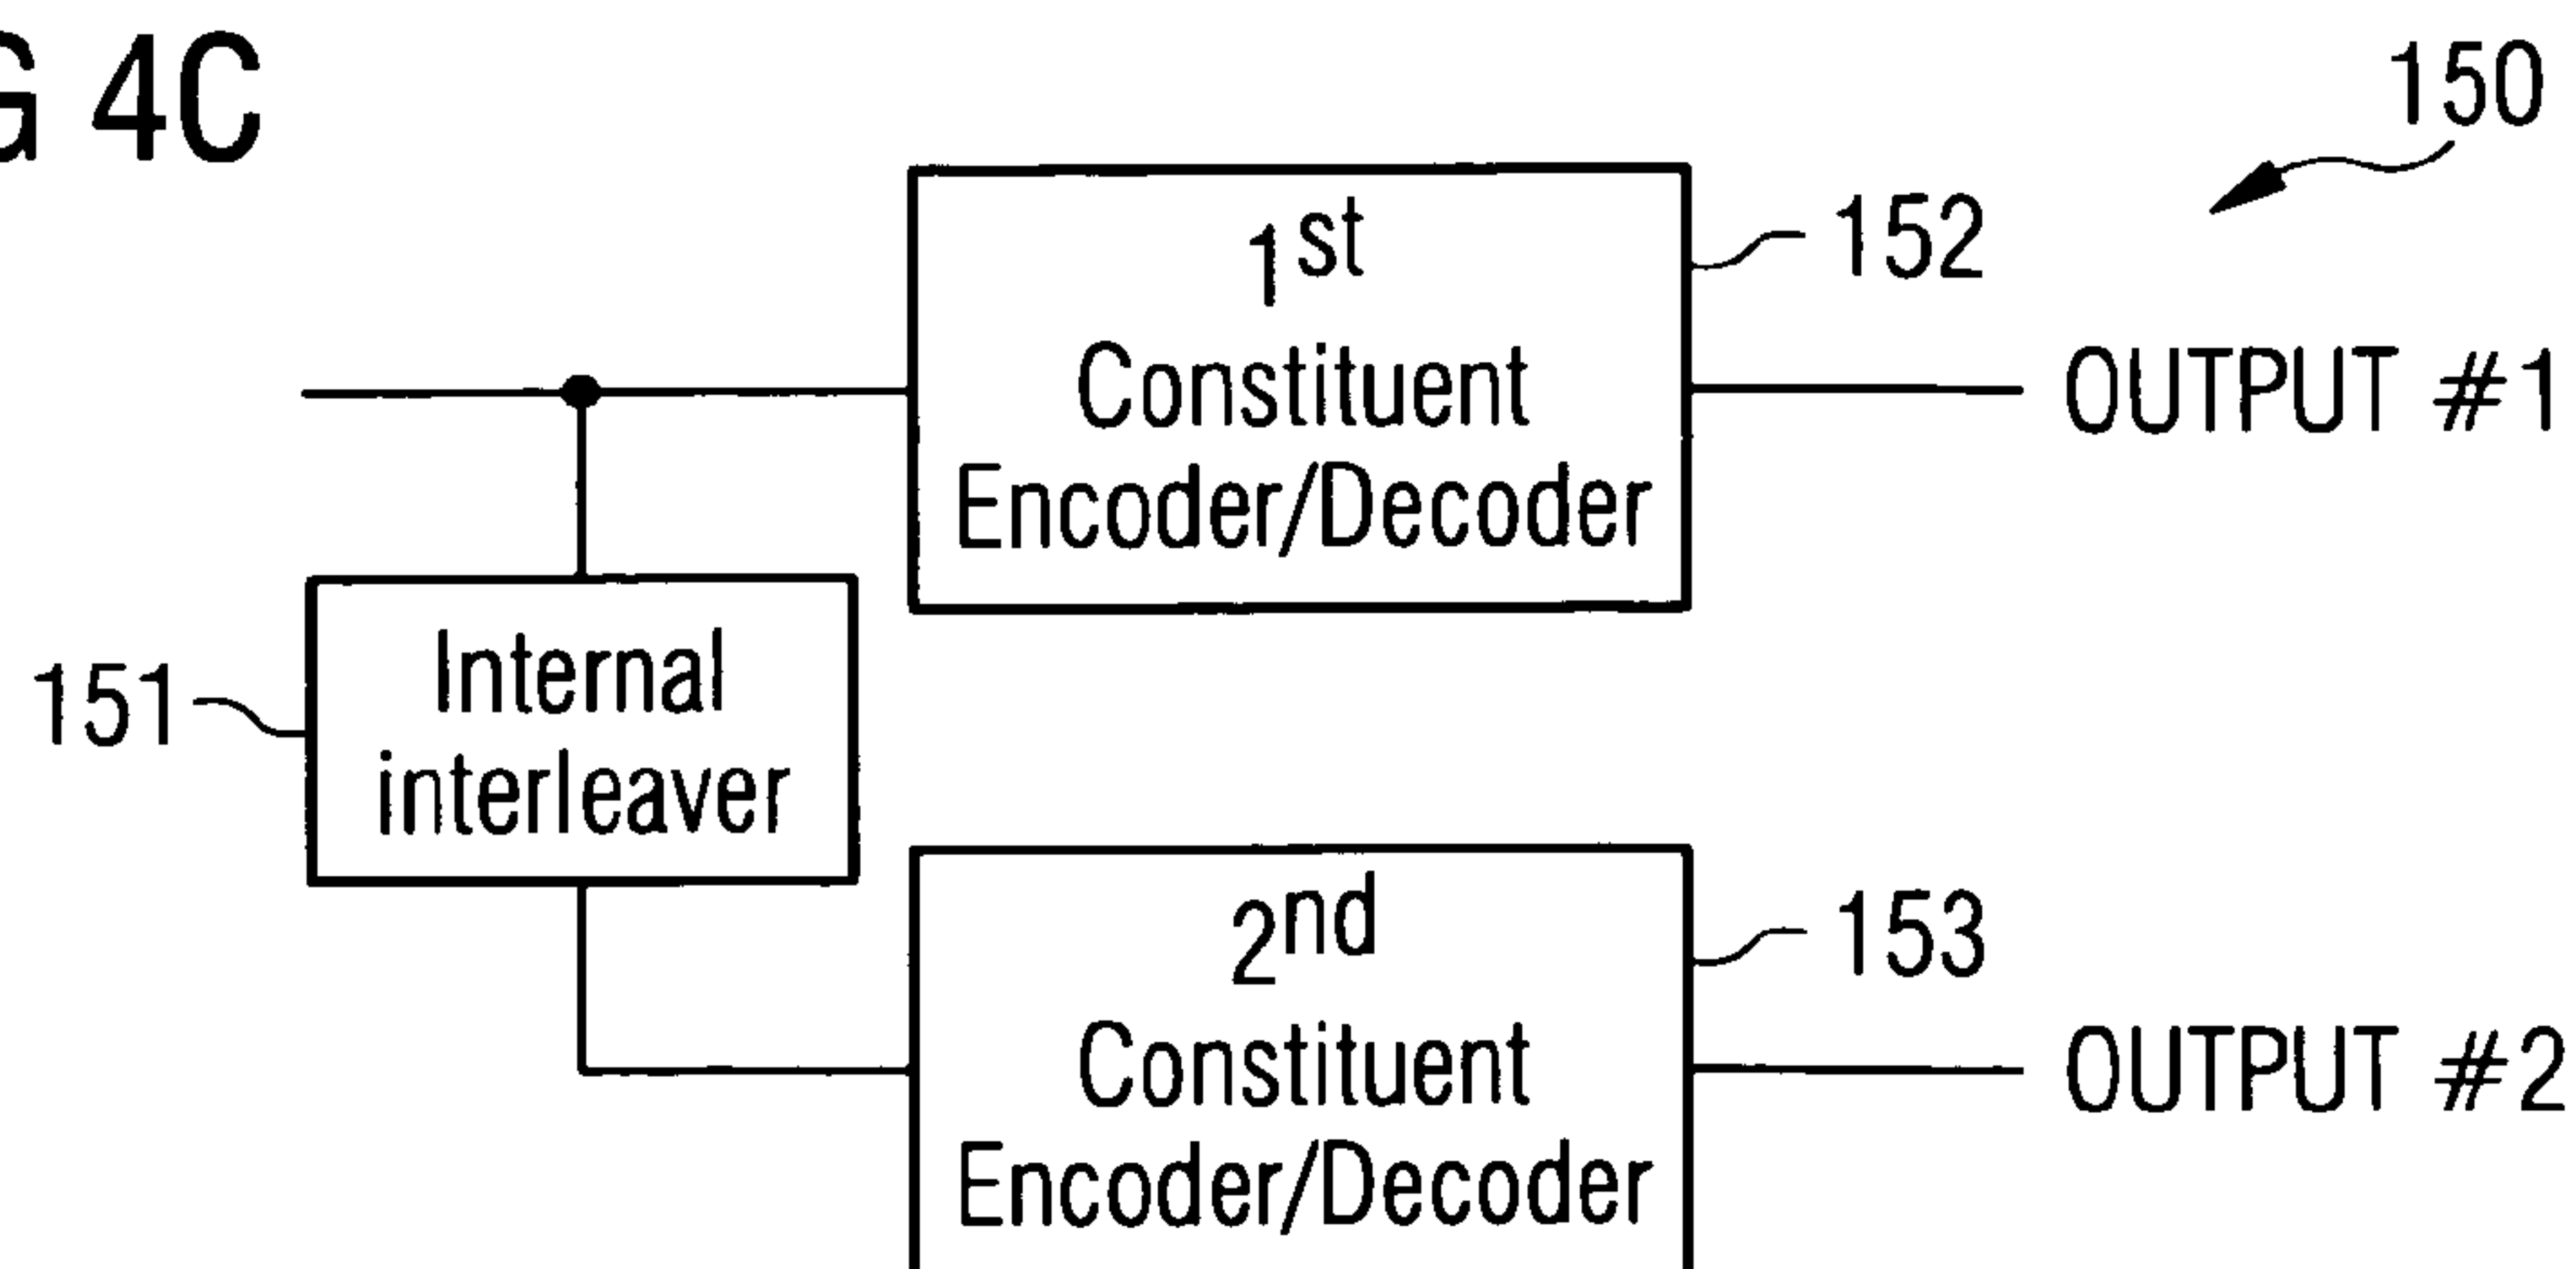 G 4C
150
1st
152
Constituent
Encoder/Decoder
OUTPUT #1
151
Internal
interleaver
2nd
153
Constituent
Encoder/Decoder
OUTPUT #2